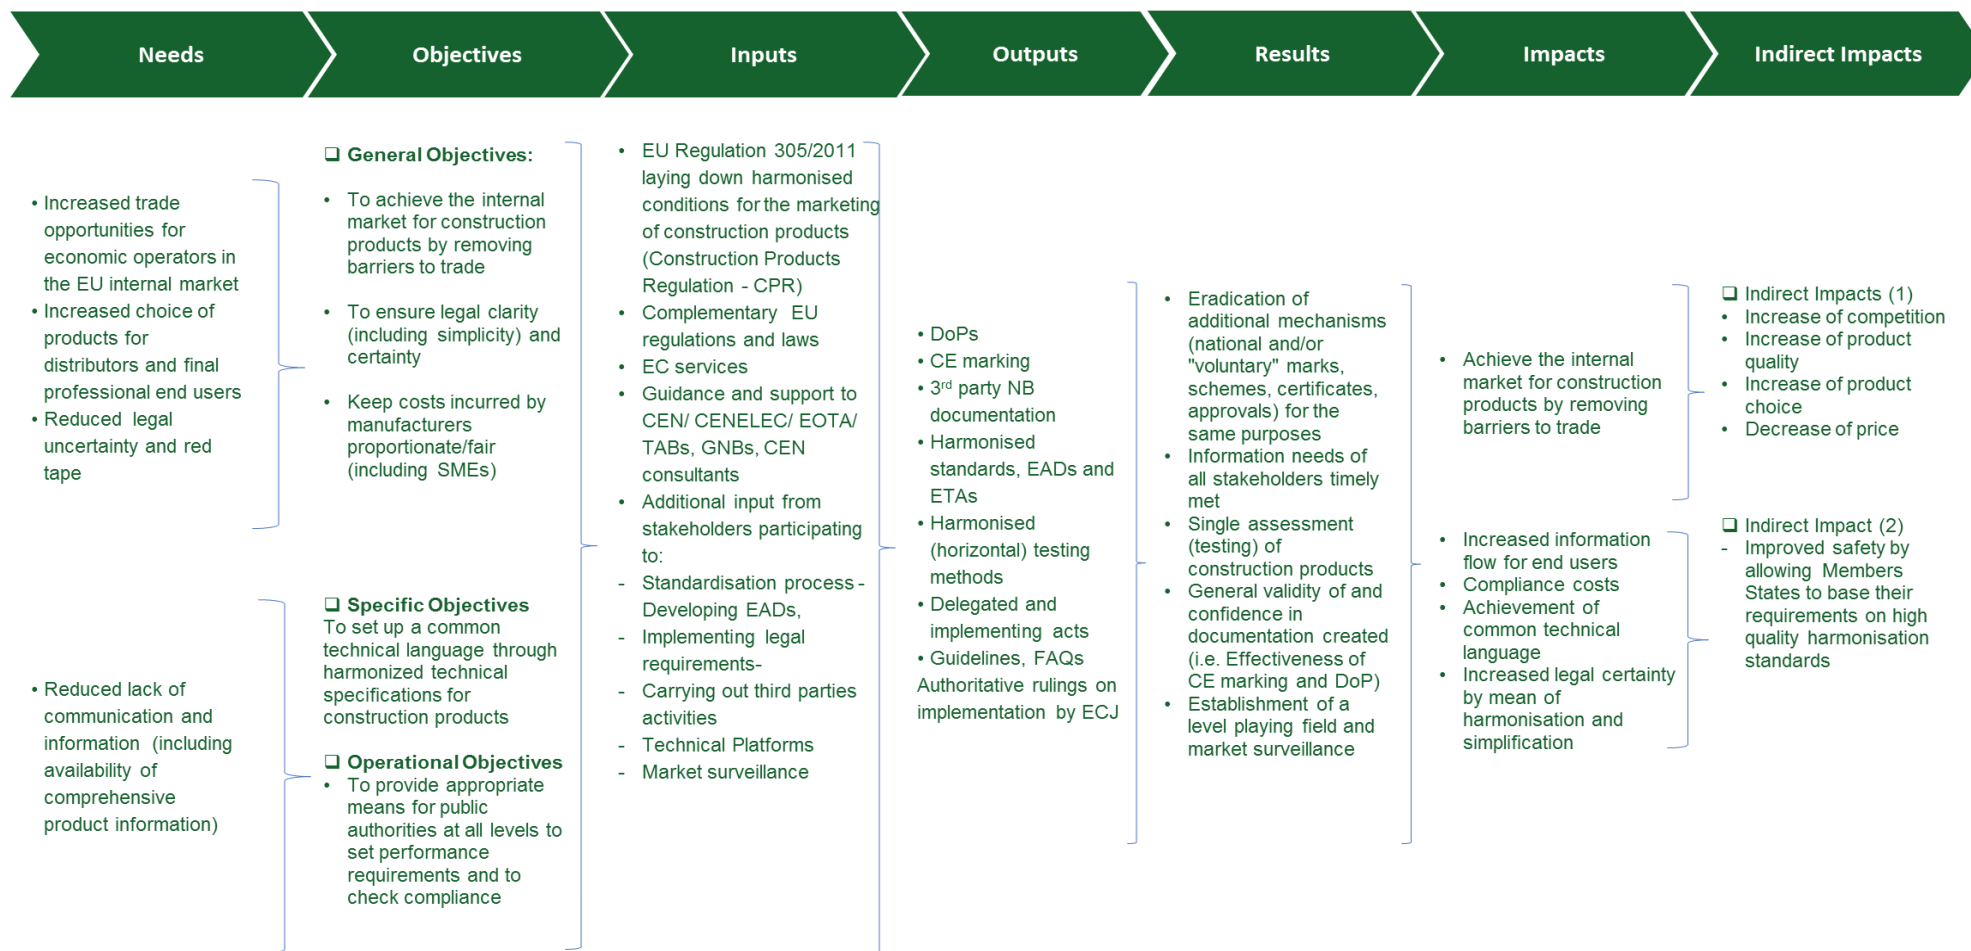 Needs
Objectives
Inputs
Outputs
Results
Impacts
Indirect Impacts
• Increased trade
opportunities for
economic operators in
the EU internal market
• Increased choice of
products for
distributors and final
professional end users
• Reduced legal
uncertainty and red
tape
• Reduced lack of
communication and
information (including
availability of
comprehensive
product information)
❑ General Objectives:
• To achieve the internal
market for construction
products by removing
barriers to trade
• To ensure legal clarity
(including simplicity) and
certainty
• Keep costs incurred by
manufacturers
proportionate/fair
(including SMEs)
❑ Specific Objectives
To set up a common
technical language through
harmonized technical
specifications for
construction products
❑ Operational Objectives
• To provide appropriate
means for public
authorities at all levels to
set performance
requirements and to
check compliance
• EU Regulation 305/2011
laying down harmonised
conditions for the marketing
of construction products
(Construction Products
Regulation - CPR)
• Complementary EU
regulations and laws
• EC services
• Guidance and support to
CEN/ CENELEC/ EOTA/
TABs, GNBs, CEN
consultants
• Additional input from
stakeholders participating
to:
- Standardisation process -
Developing EADs,
- Implementing legal
requirements-
- Carrying out third parties
activities
- Technical Platforms
- Market surveillance
• DoPs
• CE marking
• 3rd party NB
documentation
• Harmonised
standards, EADs and
ETAs
• Harmonised
(horizontal) testing
methods
• Delegated and
implementing acts
• Guidelines, FAQs
Authoritative rulings on
implementation by ECJ
• Eradication of
additional mechanisms
(national and/or
"voluntary" marks,
schemes, certificates,
approvals) for the
same purposes
• Information needs of
all stakeholders timely
met
• Single assessment
(testing) of
construction products
• General validity of and
confidence in
documentation created
(i.e. Effectiveness of
CE marking and DoP)
• Establishment of a
level playing field and
market surveillance
• Achieve the internal
market for construction
products by removing
barriers to trade
• Increased information
flow for end users
• Compliance costs
• Achievement of
common technical
language
• Increased legal certainty
by mean of
harmonisation and
simplification
❑ Indirect Impacts (1)
• Increase of competition
• Increase of product
quality
• Increase of product
choice
• Decrease of price
❑ Indirect Impact (2)
- Improved safety by
allowing Members
States to base their
requirements on high
quality harmonisation
standards